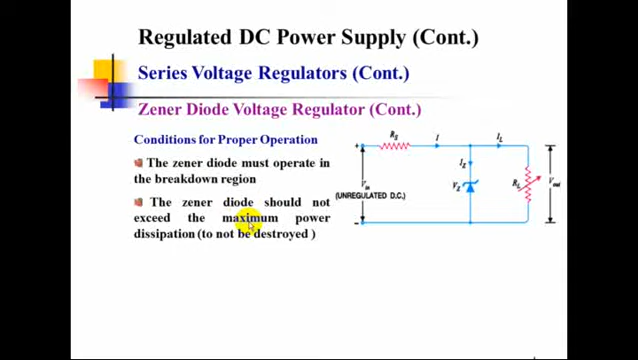 Regulated DC Power Supply (Cont.)
Series Voltage Regulators (Cont.)
Zener Diode Voltage Regulator (Cont.)
Conditions for Proper Operation
The zener diode must operate in
the breakdown region
The zener diode should not
exceed the maximum power
dissipation (to not be destroyed )
RS I IL
IZ
Vin VZ RL Vout
(UNREGULATED D.C.)